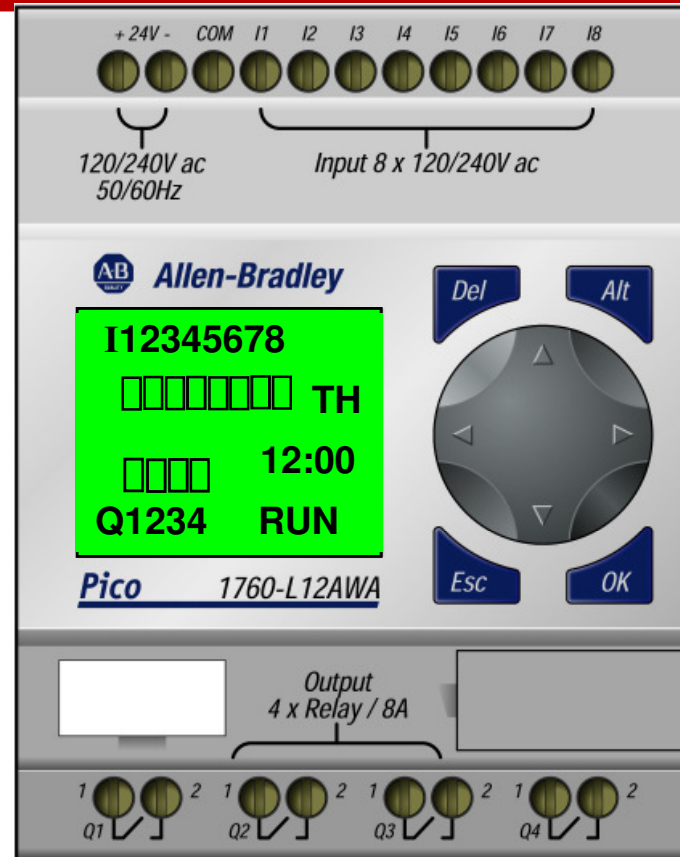 + 24V - COM I1 I2 I3 I4 I5 I6 I7 I8
120/240V ac
50/60Hz
Input 8 x 120/240V ac
AB
QUALITY
Allen-Bradley
Del
Alt
I12345678
TH
12:00
Q1234 RUN
Pico 1760-L12AWA
Esc
OK
Output
4 x Relay / 8A
1 2 1 2 1 2 1 2
Q1 Q2 Q3 Q4